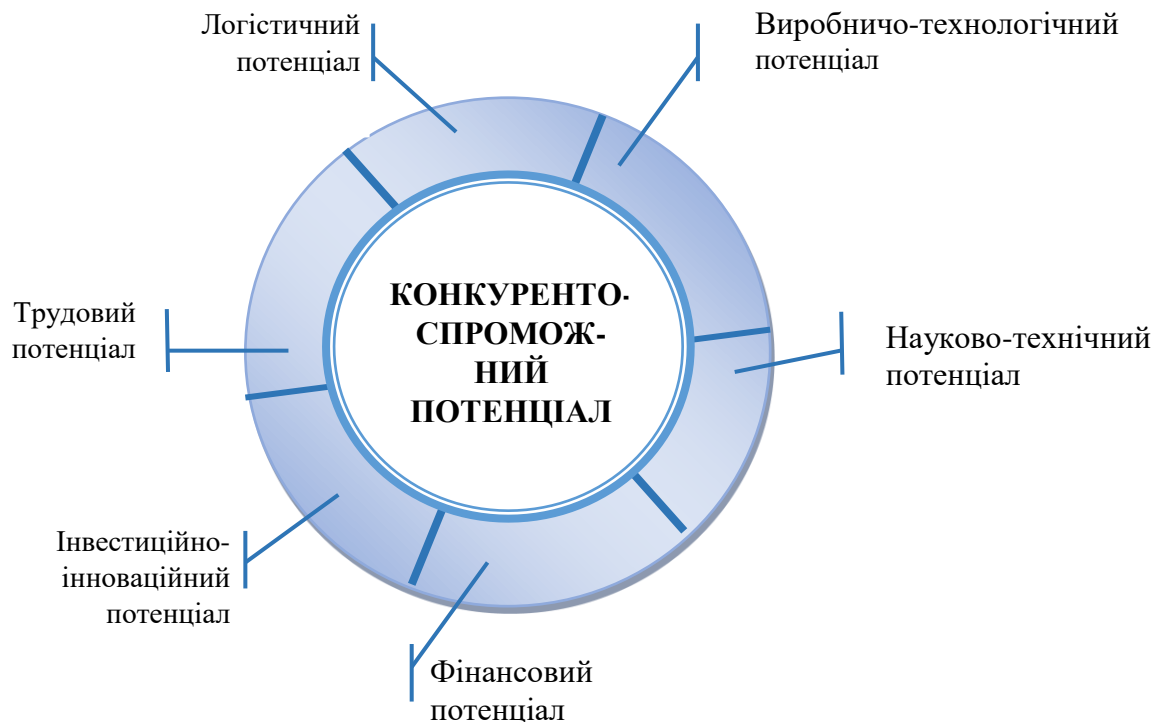 Логістичний
потенціал
Виробничо-технологічний
потенціал
КОНКУРЕНТО-
СПРОМОЖ-
НИЙ
ПОТЕНЦІАЛ
Трудовий
потенціал
Науково-технічний
потенціал
Інвестиційно-
інноваційний
потенціал
Фінансовий
потенціал